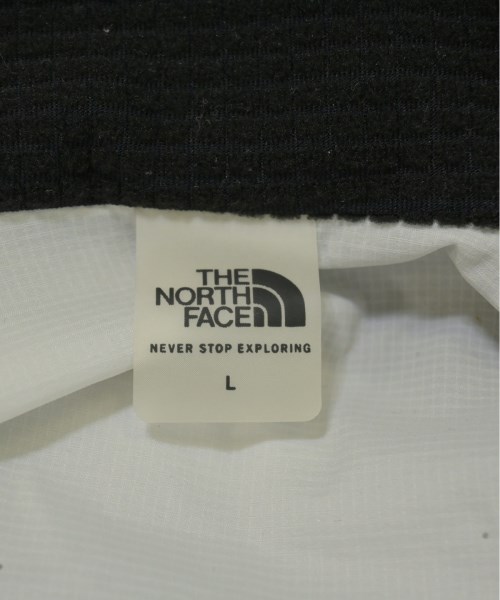 THE
NORTH
FACE
NEVER STOP EXPLORING
L